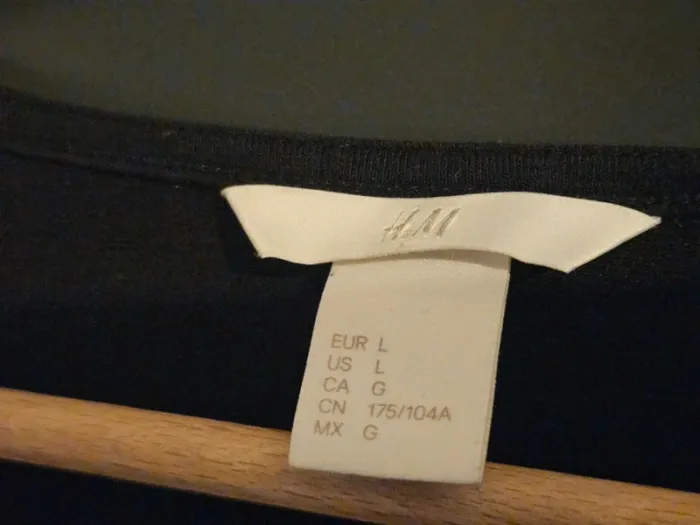 H&M
EUR L
US L
CA G
CN 175/104A
MX G